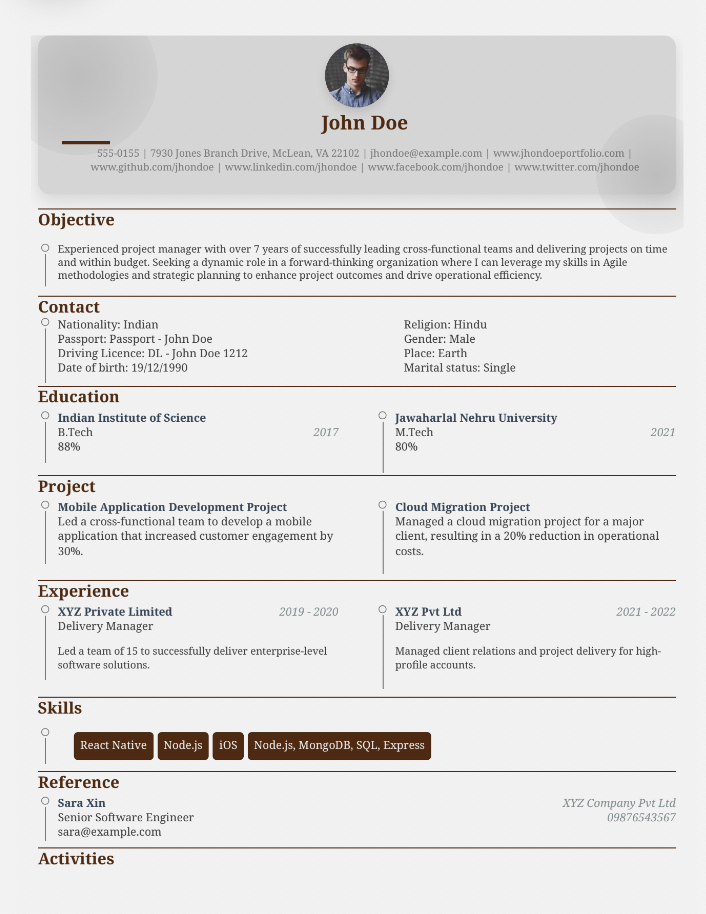 John Doe
555-0155 | 7930 Jones Branch Drive, McLean, VA 22102 | jhondoe@example.com | www.jhondoeportfolio.com |
www.github.com/jhondoe | www.linkedin.com/jhondoe | www.facebook.com/jhondoe | www.twitter.com/jhondoe
Objective
Experienced project manager with over 7 years of successfully leading cross-functional teams and delivering projects on time
and within budget. Seeking a dynamic role in a forward-thinking organization where I can leverage my skills in Agile
methodologies and strategic planning to enhance project outcomes and drive operational efficiency.
Contact
Nationality: Indian
Passport: Passport - John Doe
Driving Licence: DL - John Doe 1212
Date of birth: 19/12/1990
Religion: Hindu
Gender: Male
Place: Earth
Marital status: Single
Education
Indian Institute of Science
B.Tech 2017
88%
Jawaharlal Nehru University
M.Tech 2021
80%
Project
Mobile Application Development Project
Led a cross-functional team to develop a mobile
application that increased customer engagement by
30%.
Cloud Migration Project
Managed a cloud migration project for a major
client, resulting in a 20% reduction in operational
costs.
Experience
XYZ Private Limited 2019 - 2020
Delivery Manager
Led a team of 15 to successfully deliver enterprise-level
software solutions.
XYZ Pvt Ltd 2021 - 2022
Delivery Manager
Managed client relations and project delivery for high-
profile accounts.
Skills
React Native Node.js iOS Node.js, MongoDB, SQL, Express
Reference
Sara Xin XYZ Company Pvt Ltd
Senior Software Engineer 09876543567
sara@example.com
Activities